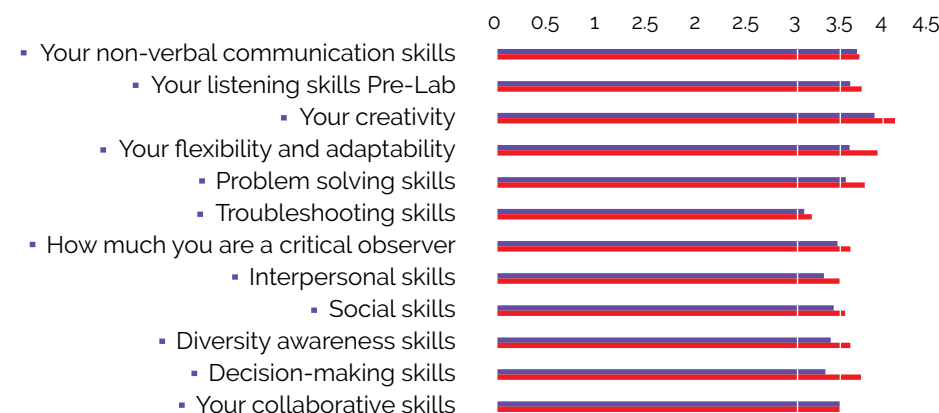 0 0.5 1 2.5 2 2.5 3 3.5 4 4.5
▪ Your non-verbal communication skills
▪ Your listening skills Pre-Lab
▪ Your creativity
▪ Your flexibility and adaptability
▪ Problem solving skills
▪ Troubleshooting skills
▪ How much you are a critical observer
▪ Interpersonal skills
▪ Social skills
▪ Diversity awareness skills
▪ Decision-making skills
▪ Your collaborative skills